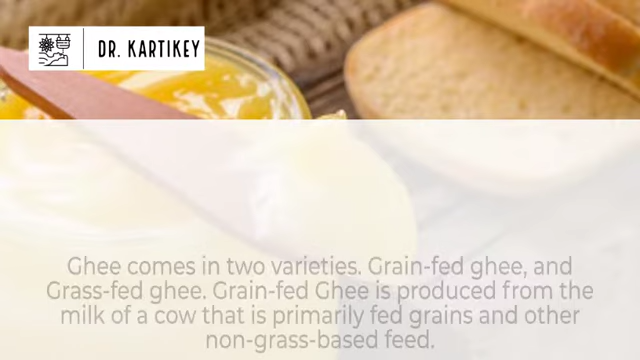 DR. KARTIKEY
Ghee comes in two varieties. Grain-fed ghee, and
Grass-fed ghee. Grain-fed Ghee is produced from the
milk of a cow that is primarily fed grains and other
non-grass-based feed.